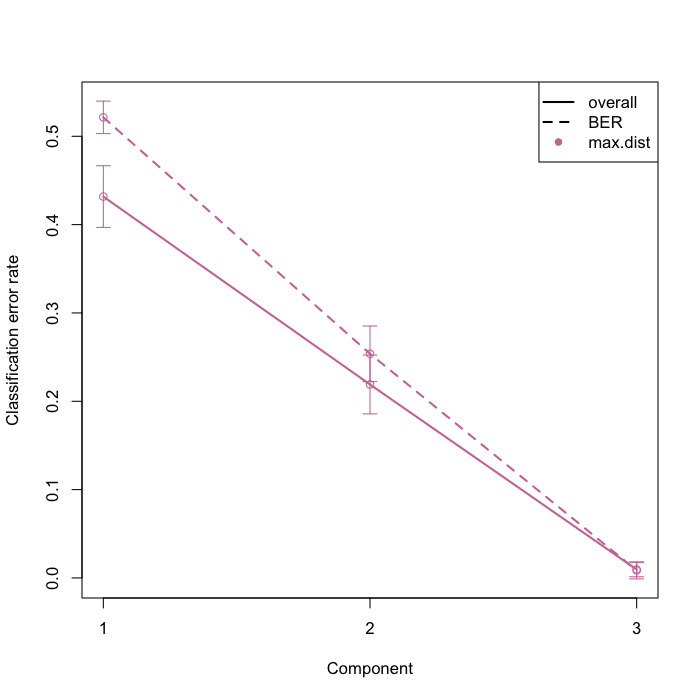 overall
BER
max.dist
0.5
0.4
0.3
0.2
0.1
0.0
Classification error rate
1 2 3
Component